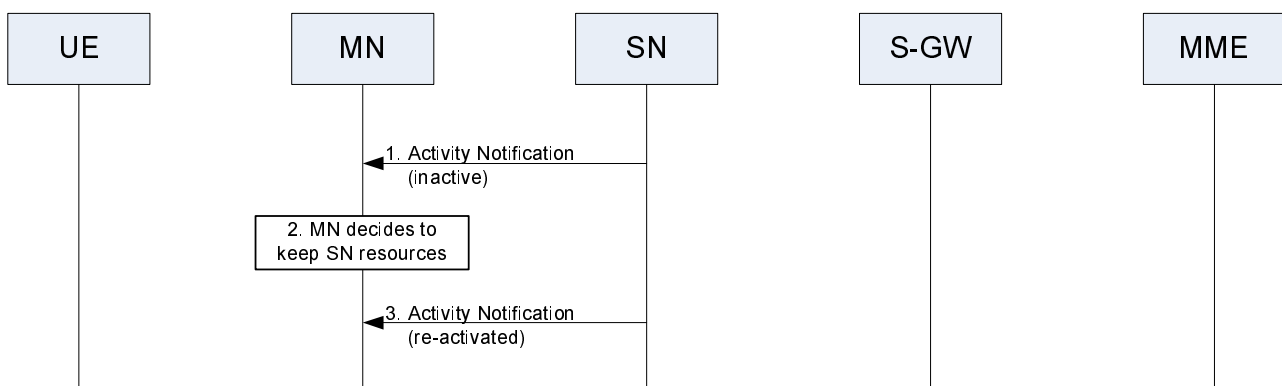 UE
MN
SN
S-GW
MME
1. Activity Notification
(inactive)
2. MN decides to
keep SN resources
3. Activity Notification
(re-activated)